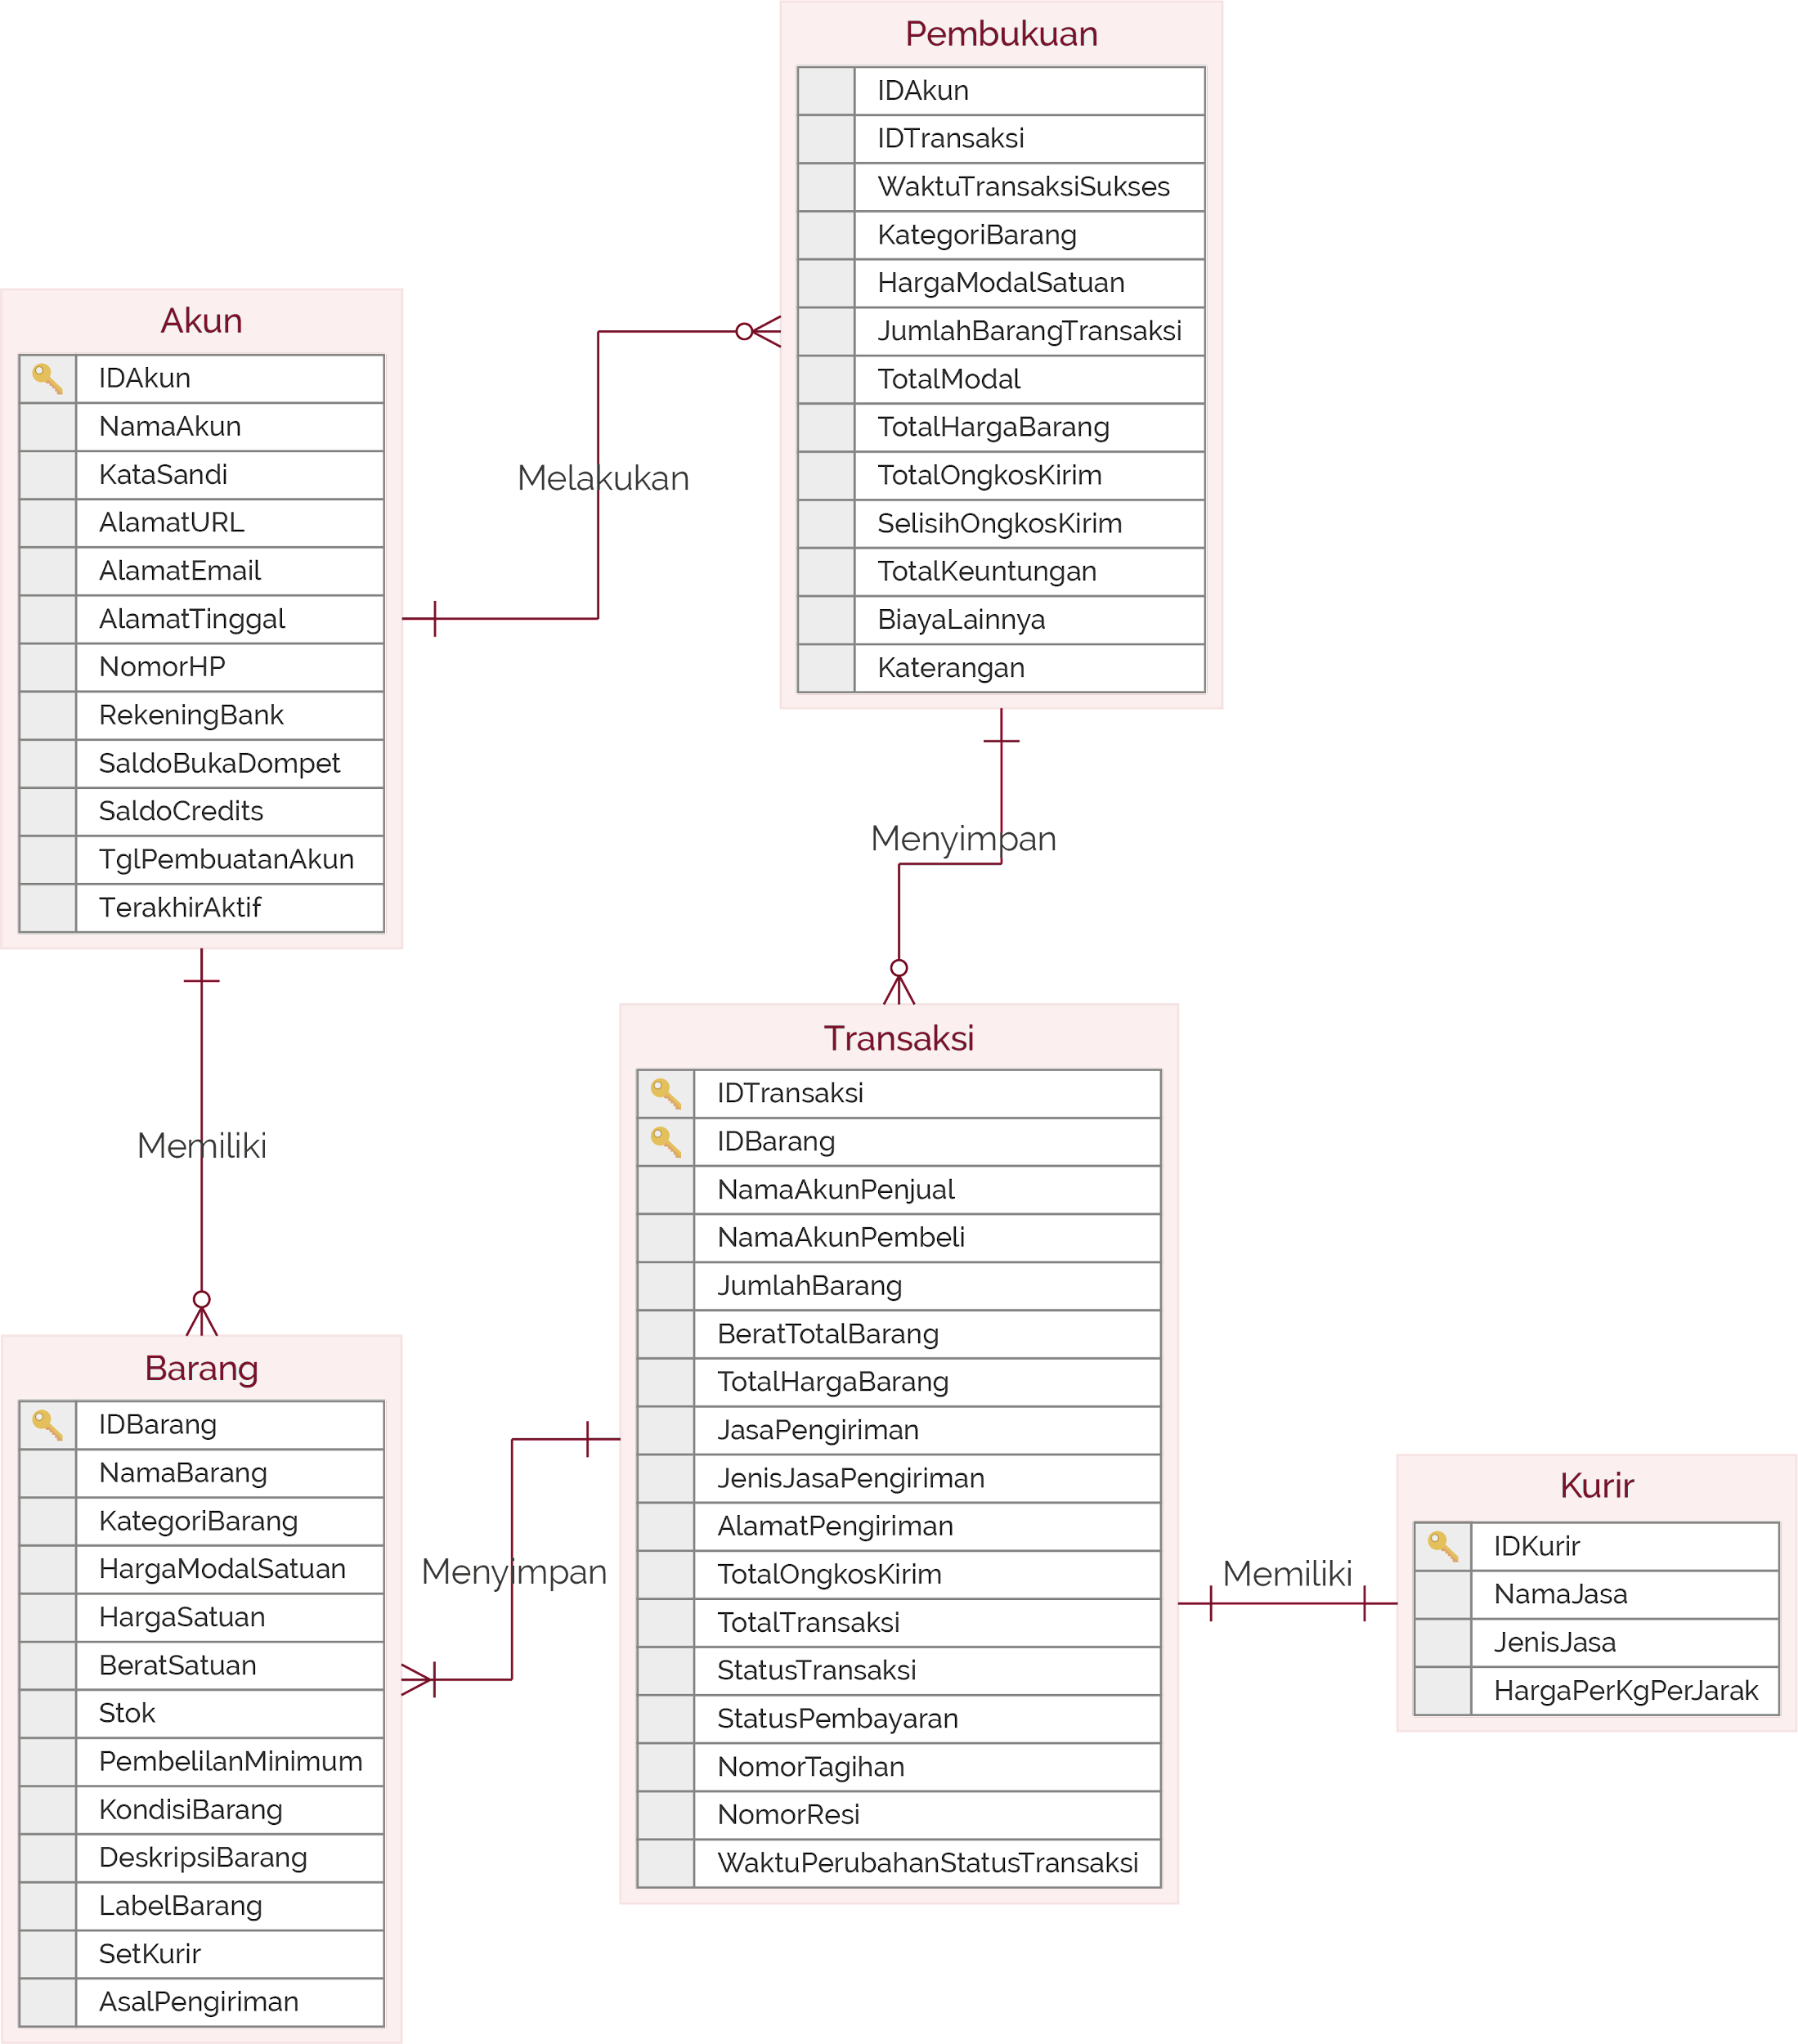 Pembukuan
IDAkun
IDTransaksi
WaktuTransaksiSukses
KategoriBarang
HargaModalSatuan
JumlahBarangTransaksi
TotalModal
TotalHargaBarang
TotalOngkosKirim
SelisihOngkosKirim
TotalKeuntungan
BiayaLainnya
Katerangan
Akun
IDAkun
NamaAkun
KataSandi
AlamatURL
AlamatEmail
AlamatTinggal
NomorHP
RekeningBank
SaldoBukaDompet
SaldoCredits
TglPembuatanAkun
TerakhirAktif
Melakukan
Menyimpan
Memiliki
Transaksi
IDTransaksi
IDBarang
NamaAkunPenjual
NamaAkunPembeli
JumlahBarang
BeratTotalBarang
TotalHargaBarang
JasaPengiriman
JenisJasaPengiriman
AlamatPengiriman
TotalOngkosKirim
TotalTransaksi
StatusTransaksi
StatusPembayaran
NomorTagihan
NomorResi
WaktuPerubahanStatusTransaksi
Barang
IDBarang
NamaBarang
KategoriBarang
HargaModalSatuan
HargaSatuan
BeratSatuan
Stok
PembelilanMinimum
KondisiBarang
DeskripsiBarang
LabelBarang
SetKurir
AsalPengiriman
Menyimpan
Memiliki
Kurir
IDKurir
NamaJasa
JenisJasa
HargaPerKgPerJarak